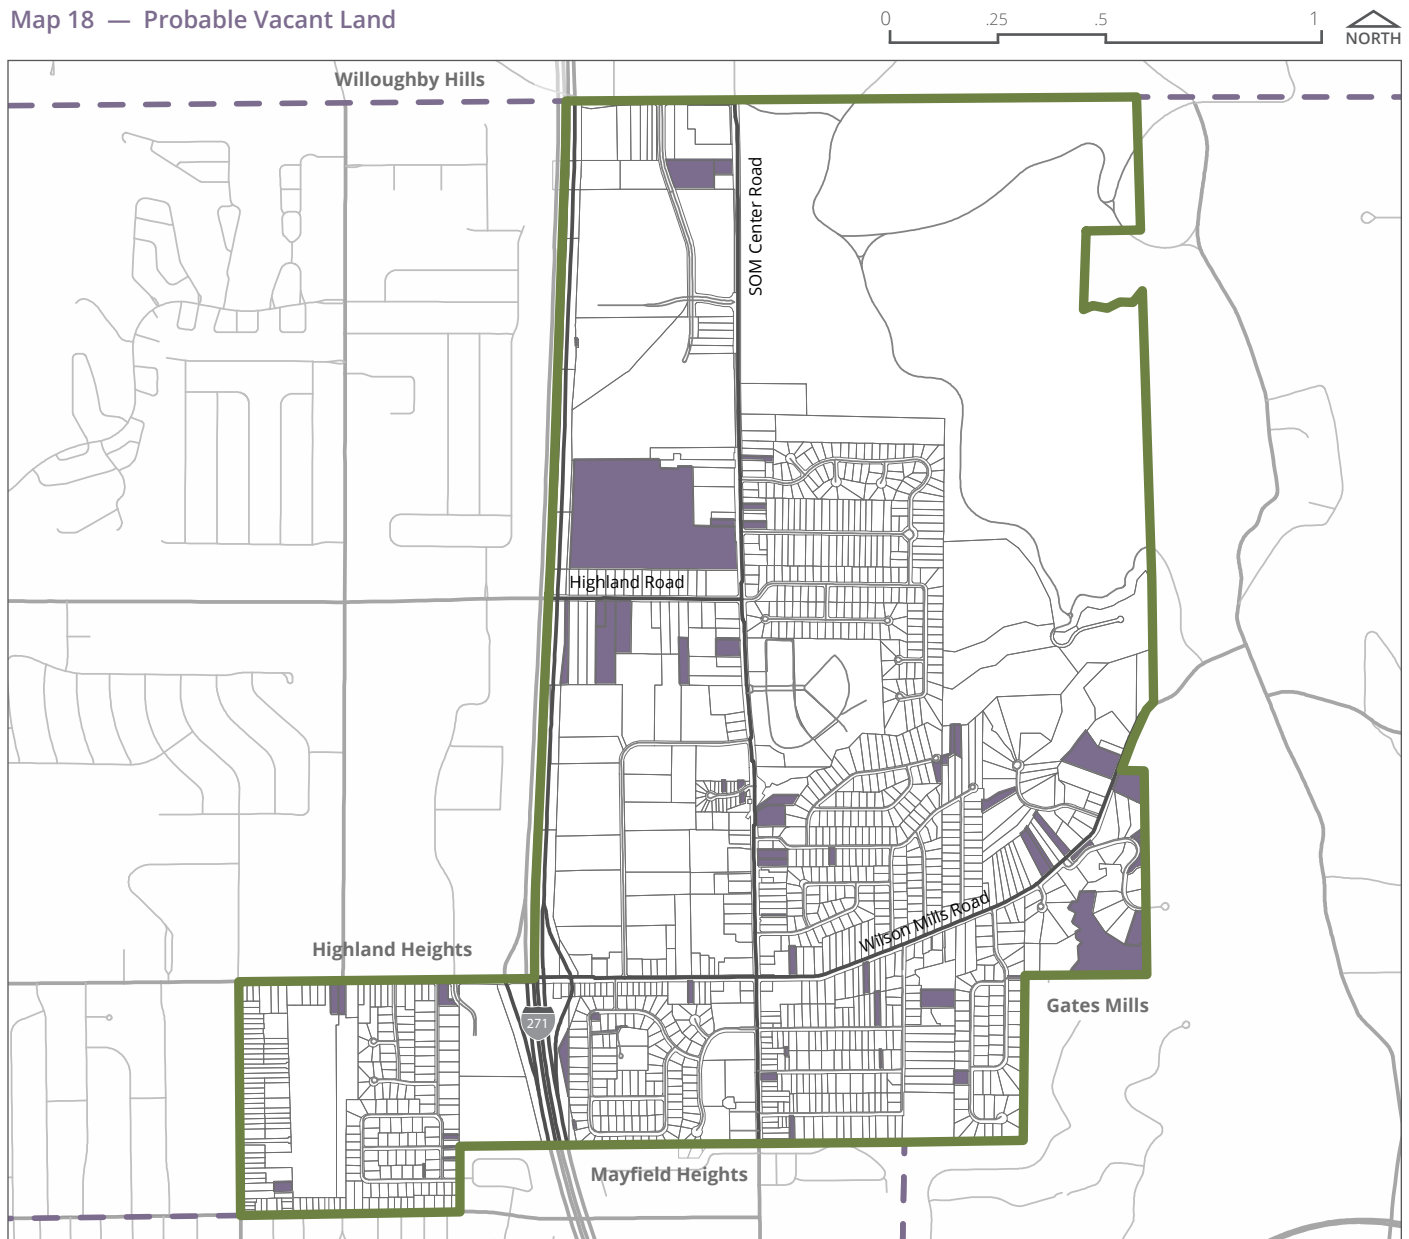 Map 18 — Probable Vacant Land
0 .25 .5 1
NORTH
Willoughby Hills
SOM Center Road
Highland Road
Wilson Mills Road
Highland Heights
Gates Mills
271
Mayfield Heights